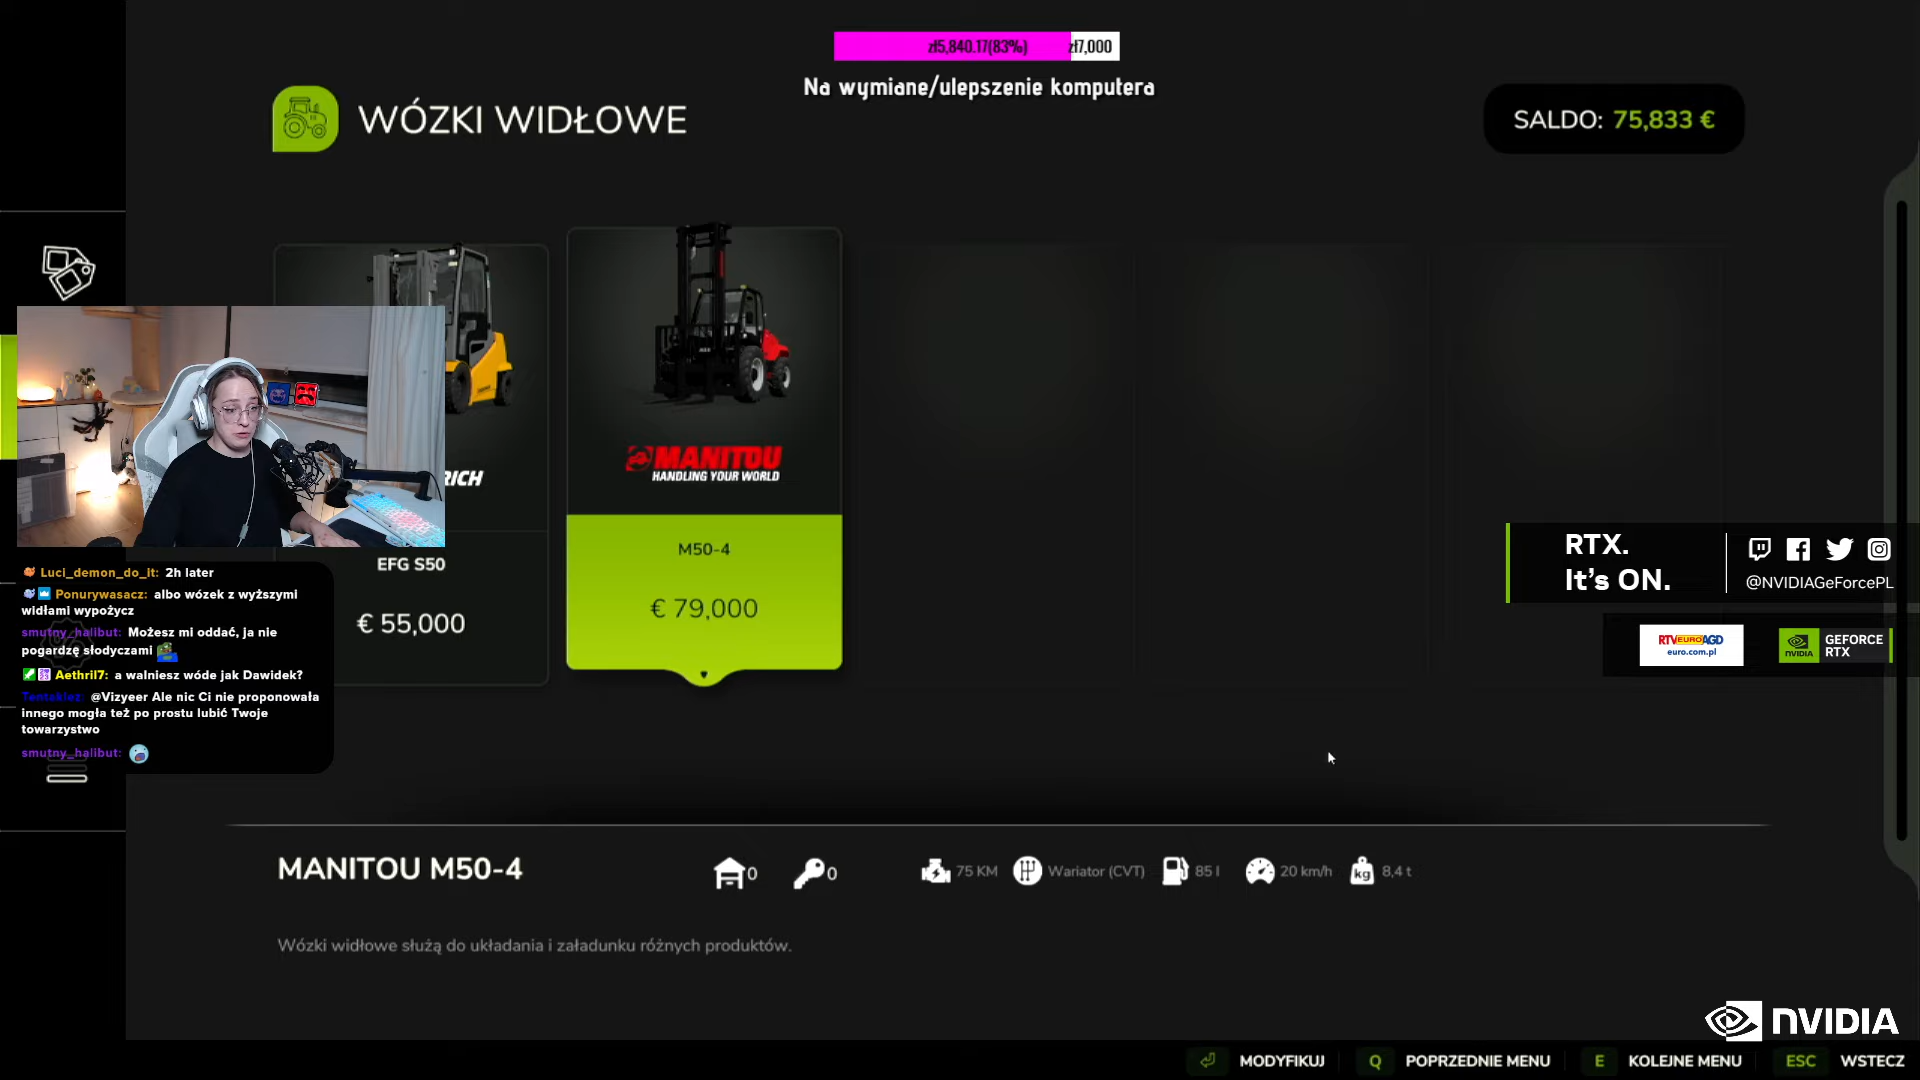 zł5,840.17(83%)
zł7,000
Na wymiane/ulepszenie komputera
WÓZKI WIDŁOWE
SALDO: 75,833 €
RICH
MANITOU
HANDLING YOUR WORLD
EFG S50
€ 55,000
M50-4
€ 79,000
RTX.
It's ON.
@NVIDIAGeForcePL
RTV EURO AGD
euro.com.pl
NVIDIA
GEFORCE
RTX
Luci_demon_do_it: 2h later
Ponurywasacz: albo wózek z wyższymi
widłami wypożycz
smutny_halibut: Możesz mi oddać, ja nie
pogardzę słodyczami
Aethril7: a walniesz wóde jak Dawidek?
@Vizyeer Ale nic Ci nie proponowała
innego mogła też po prostu lubić Twoje
towarzystwo
smutny_halibut:
MANITOU M50-4
0
0
75 KM
Wariator (CVT)
85 l
20 km/h
kg
8,4 t
Wózki widłowe służą do układania i załadunku różnych produktów.
NVIDIA
MODYFIKUJ
Q POPRZEDNIE MENU
E KOLEJNE MENU
ESC WSTECZ